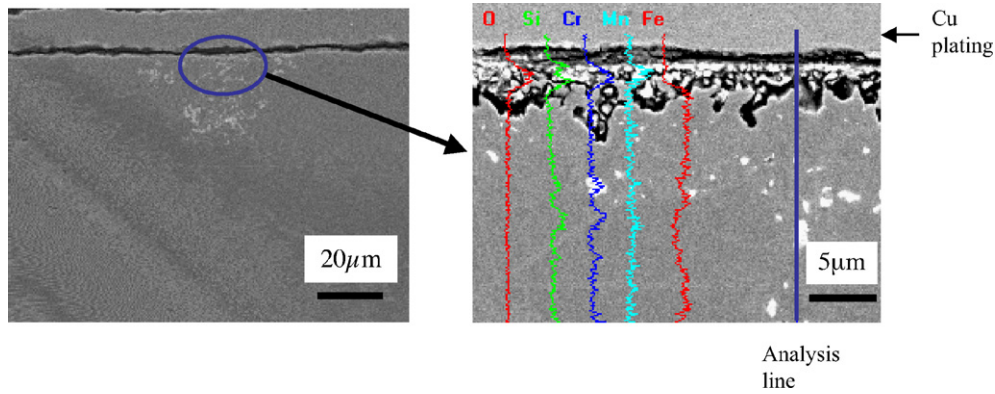 O Si Cr Mn Fe
Cu
plating
20µm
5µm
Analysis
line